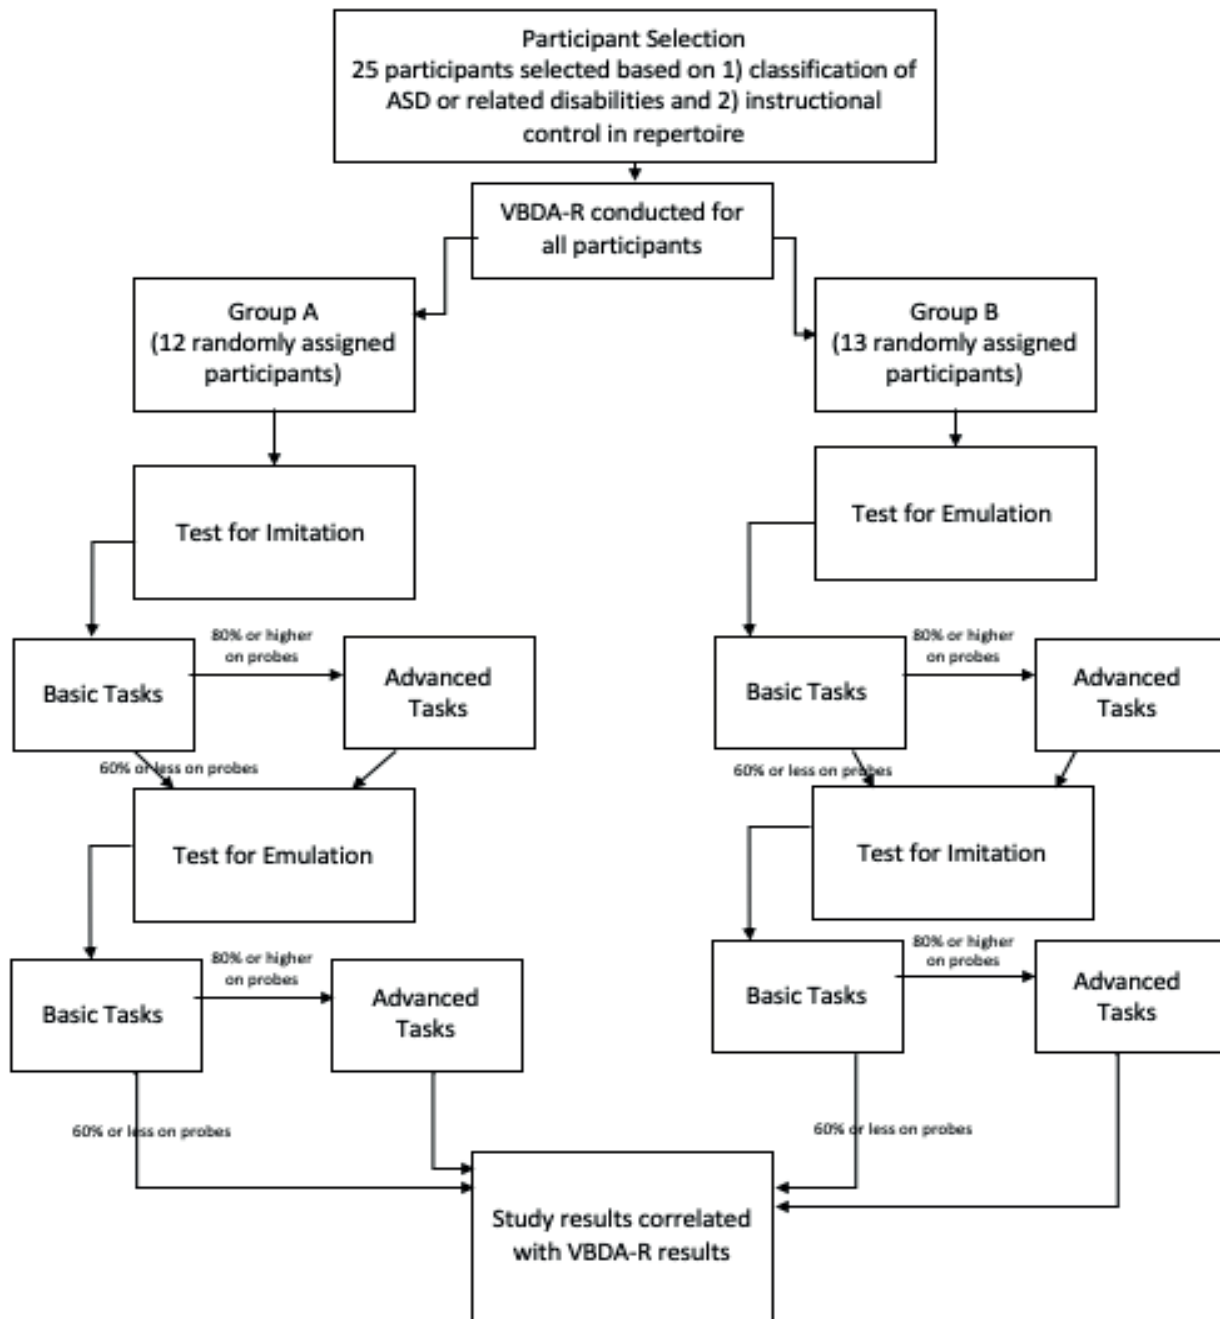 Participant Selection
25 participants selected based on 1) classification of
ASD or related disabilities and 2) instructional
control in repertoire
VBDA-R conducted for
all participants
Group A
(12 randomly assigned
participants)
Group B
(13 randomly assigned
participants)
Test for Imitation
Test for Emulation
Basic Tasks
80% or higher
on probes
Advanced
Tasks
60% or less on probes
Basic Tasks
80% or higher
on probes
Advanced
Tasks
60% or less on probes
Test for Emulation
Test for Imitation
Basic Tasks
80% or higher
on probes
Advanced
Tasks
60% or less on probes
Basic Tasks
80% or higher
on probes
Advanced
Tasks
60% or less on probes
Study results correlated
with VBDA-R results